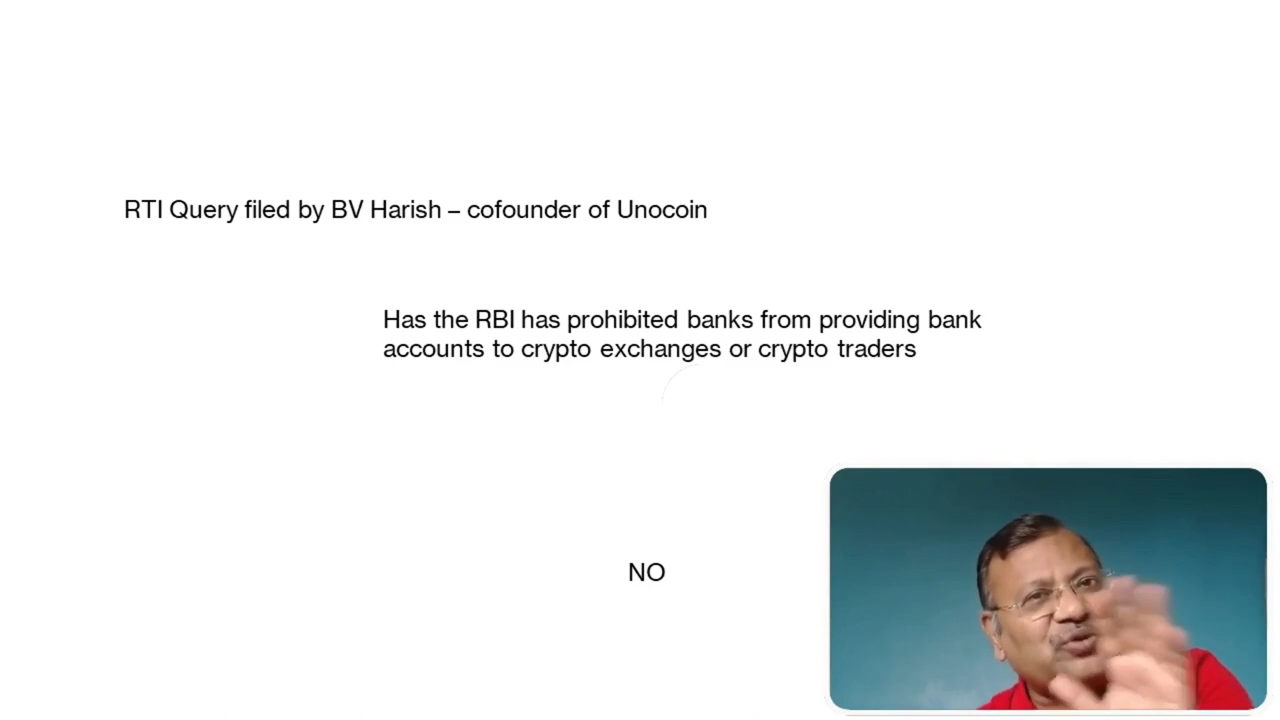 RTI Query filed by BV Harish – cofounder of Unocoin
Has the RBI has prohibited banks from providing bank
accounts to crypto exchanges or crypto traders
NO